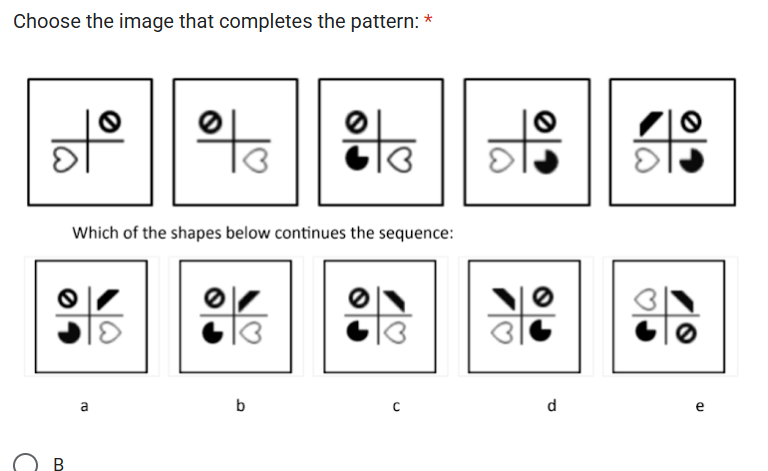 Choose the image that completes the pattern: *
Which of the shapes below continues the sequence:
a b c d e
B